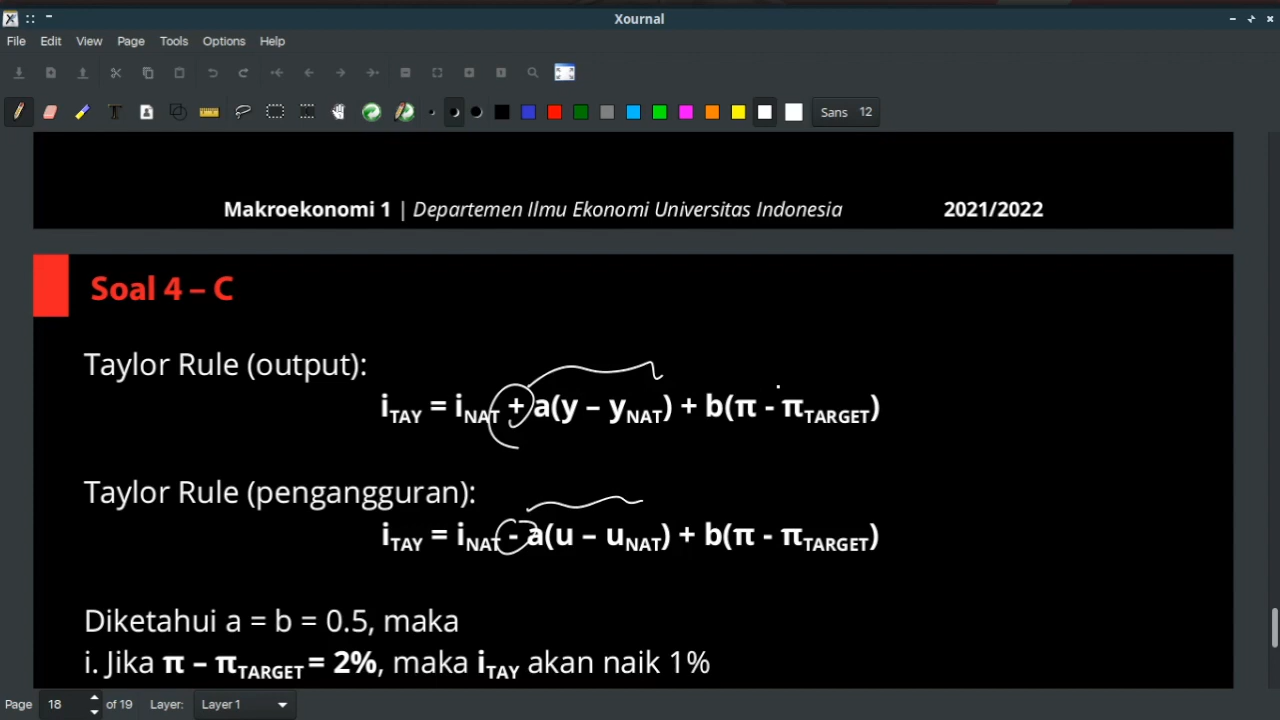 Xournal
File Edit View Page Tools Options Help
Sans 12
Makroekonomi 1 | Departemen Ilmu Ekonomi Universitas Indonesia 2021/2022
Soal 4 – C
Taylor Rule (output):
iTAY = iNAT + a(y – yNAT) + b(π - πTARGET)
Taylor Rule (pengangguran):
iTAY = iNAT - a(u – uNAT) + b(π - πTARGET)
Diketahui a = b = 0.5, maka
i. Jika π – πTARGET = 2%, maka iTAY akan naik 1%
Page 18 of 19 Layer: Layer 1